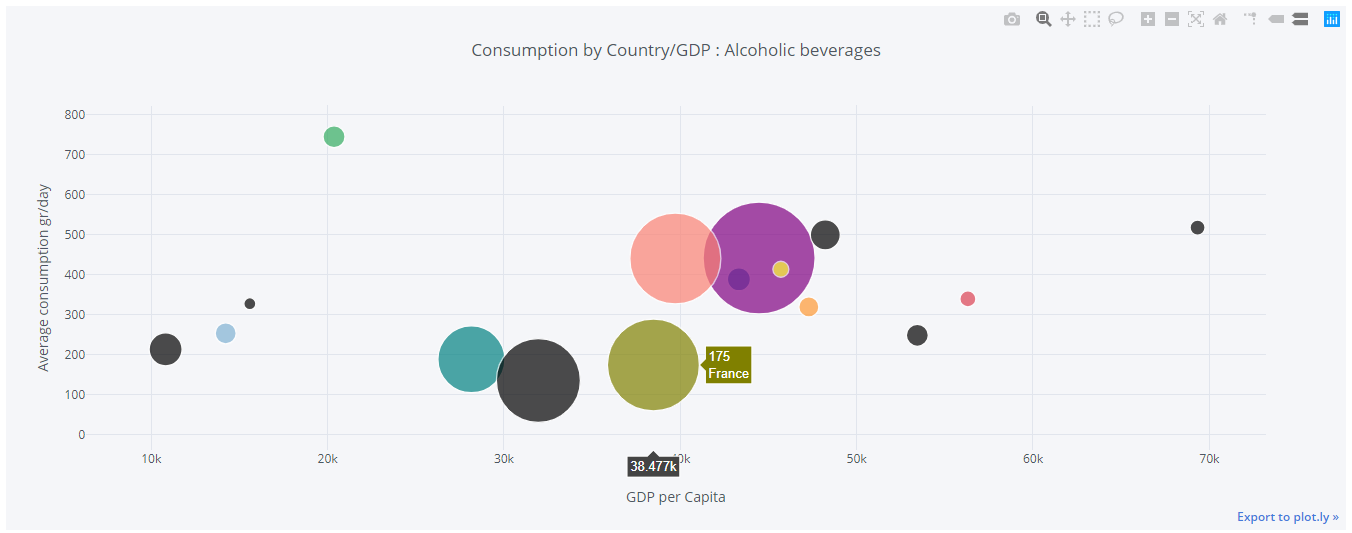 Consumption by Country/GDP : Alcoholic beverages
800
700
600
500
400
300
200
100
0
Average consumption gr/day
175
France
10k
20k
30k
50k
60k
70k
38.477k
GDP per Capita
Export to plot.ly »